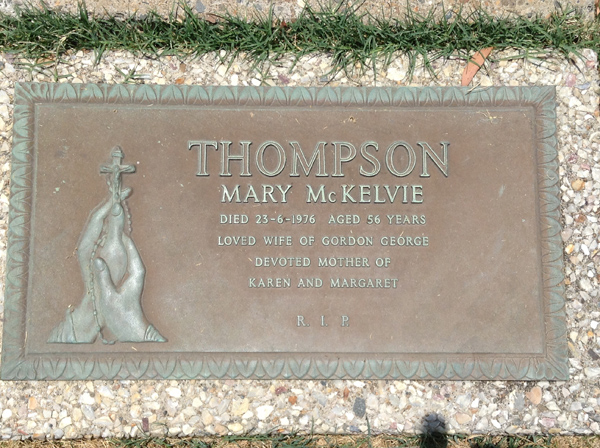 THOMPSON
MARY McKELVIE
DIED 23-6-1976 AGED 56 YEARS
LOVED WIFE OF GORDON GEORGE
DEVOTED MOTHER OF
KAREN AND MARGARET
R. I. P.